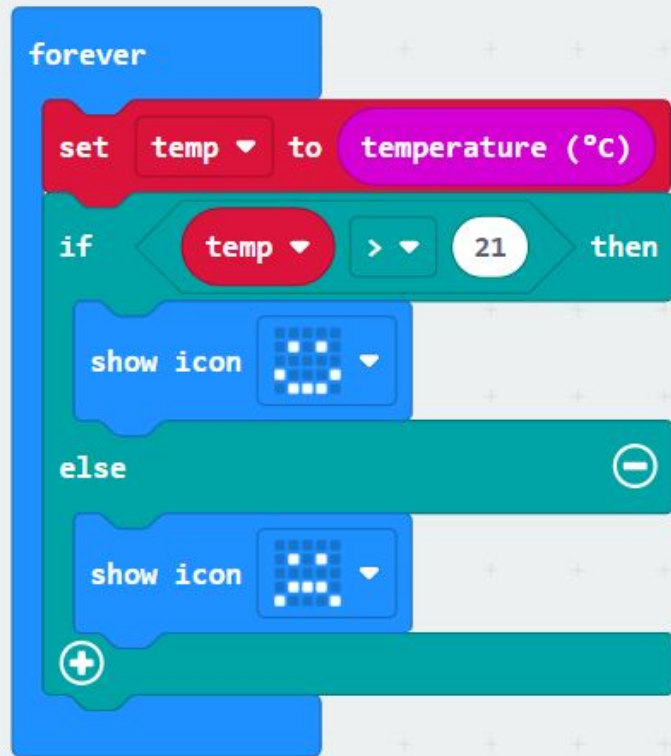 forever
set temp to temperature (°C)
if temp > 21 then
show icon
else
show icon